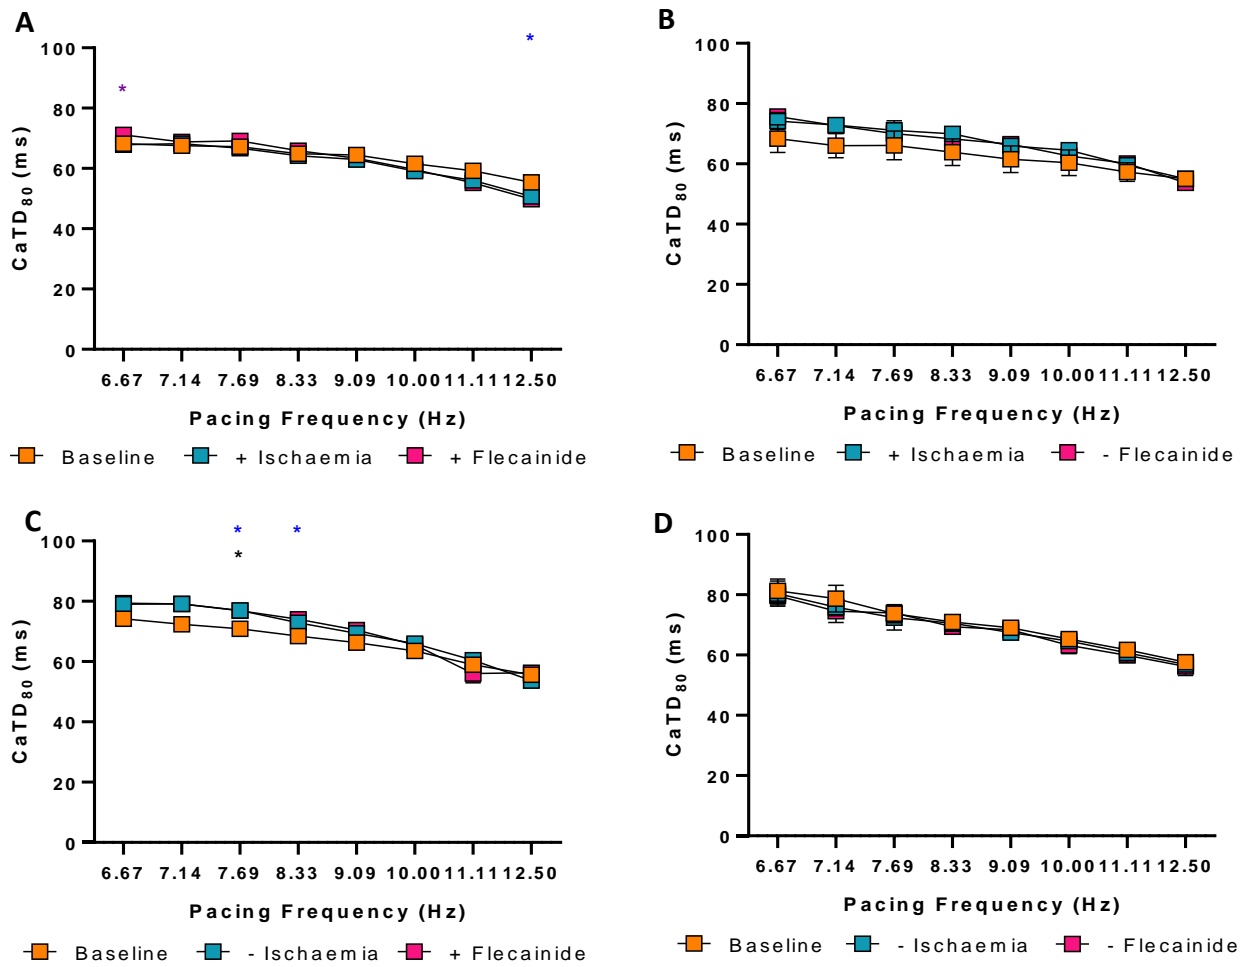 A
*
*
100
80
60
40
20
0
CaTD80 (ms)
6.67 7.14 7.69 8.33 9.09 10.00 11.11 12.50
Pacing Frequency (Hz)
Baseline + Ischaemia + Flecainide
B
100
80
60
40
20
0
CaTD80 (ms)
6.67 7.14 7.69 8.33 9.09 10.00 11.11 12.50
Pacing Frequency (Hz)
Baseline + Ischaemia - Flecainide
C
* *
*
100
80
60
40
20
0
CaTD80 (ms)
6.67 7.14 7.69 8.33 9.09 10.00 11.11 12.50
Pacing Frequency (Hz)
Baseline - Ischaemia + Flecainide
D
100
80
60
40
20
0
CaTD80 (ms)
6.67 7.14 7.69 8.33 9.09 10.00 11.11 12.50
Pacing Frequency (Hz)
Baseline - Ischaemia - Flecainide